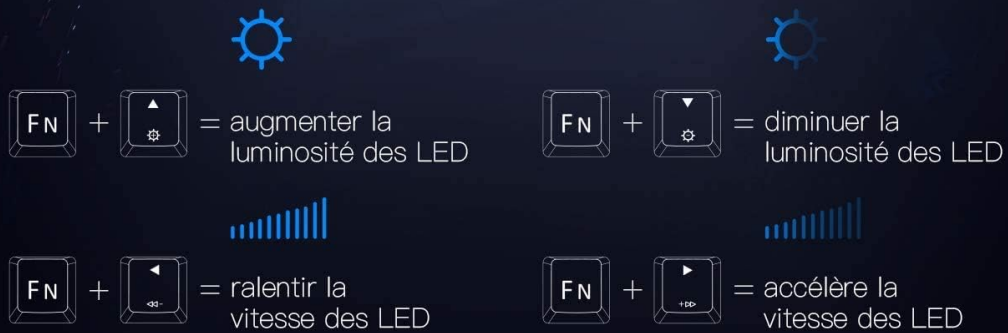 FN + = augmenter la
luminosité des LED
FN + = diminuer la
luminosité des LED
FN + - = ralentir la
vitesse des LED
FN + + = accélère la
vitesse des LED